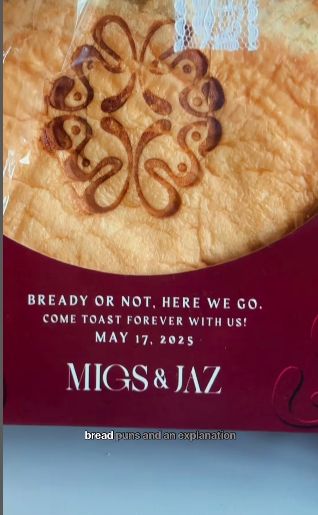 BREADY OR NOT, HERE WE GO.
COME TOAST FOREVER WITH US!
MAY 17, 2025
MIGS & JAZ
bread puns and an explanation